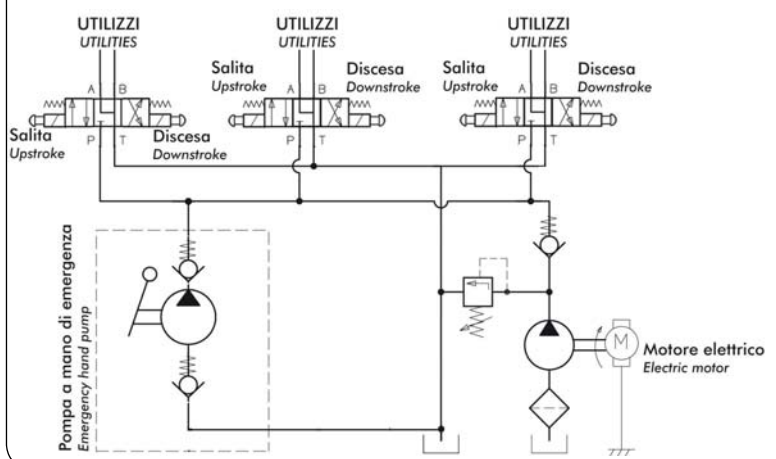 UTILIZZI
UTILITIES
UTILIZZI
UTILITIES
UTILIZZI
UTILITIES
Salita
Upstroke
Discesa
Downstroke
Salita
Upstroke
Discesa
Downstroke
A B
A B
A B
Salita
Upstroke
P T
Discesa
Downstroke
P T
P T
Pompa a mano di emergenza
Emergency hand pump
M
Motore elettrico
Electric motor